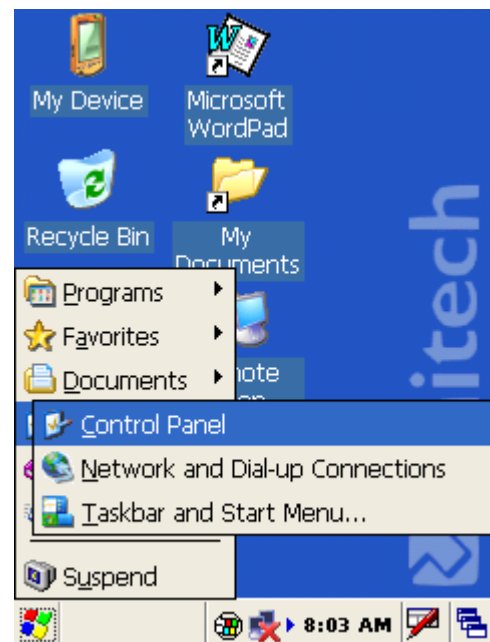 My Device
Microsoft
WordPad
Recycle Bin
My
Documents
Programs
Favorites
Documents
Control Panel
Network and Dial-up Connections
Taskbar and Start Menu...
Suspend
8:03 AM